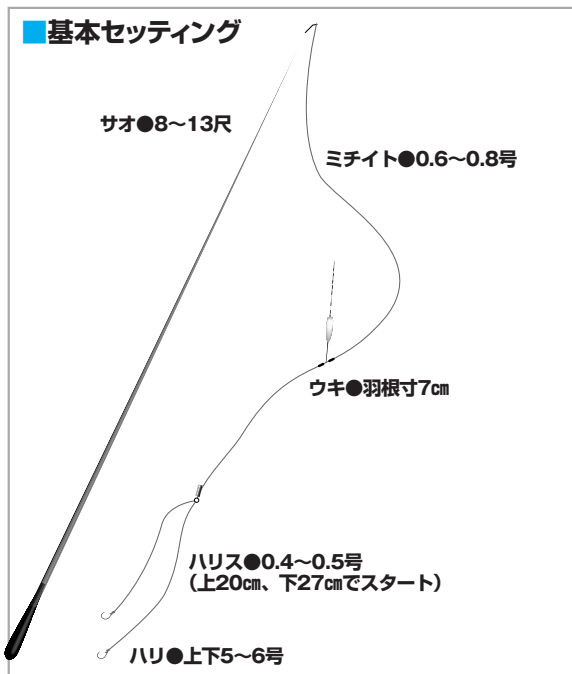 ■基本セッティング
サオ●8〜13尺
ミチイト●0.6〜0.8号
ウキ●羽根寸7㎝
ハリス●0.4〜0.5号
（上20㎝、下27㎝でスタート）
ハリ●上下5〜6号